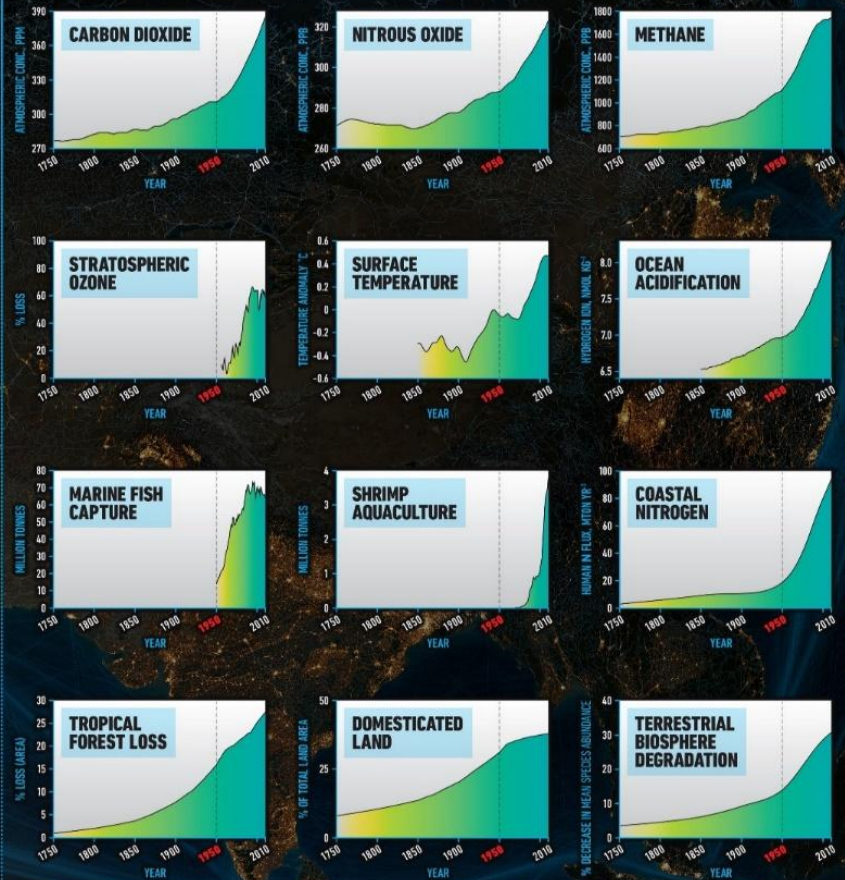 CARBON DIOXIDE
ATMOSPHERIC CONC., PPM
390
360
330
300
270
1750 1800 1850 1900 1950 2010
YEAR
NITROUS OXIDE
ATMOSPHERIC CONC., PPB
320
300
280
260
1750 1800 1850 1900 1950 2010
YEAR
METHANE
ATMOSPHERIC CONC., PPB
1800
1600
1400
1200
1000
800
600
1750 1800 1850 1900 1950 2010
YEAR
STRATOSPHERIC
OZONE
% LOSS
100
80
60
40
20
0
1750 1800 1850 1900 1950 2010
YEAR
SURFACE
TEMPERATURE
TEMPERATURE ANOMALY °C
0.6
0.4
0.2
0
-0.2
-0.4
-0.6
1750 1800 1850 1900 1950 2010
YEAR
OCEAN
ACIDIFICATION
HYDROGEN ION, NMOL KG⁻¹
8.0
7.5
7.0
6.5
1750 1800 1850 1900 1950 2010
YEAR
MARINE FISH
CAPTURE
MILLION TONNES
80
70
60
50
40
30
20
10
0
1750 1800 1850 1900 1950 2010
YEAR
SHRIMP
AQUACULTURE
MILLION TONNES
4
3
2
1
0
1750 1800 1850 1900 1950 2010
YEAR
COASTAL
NITROGEN
HUMAN N FLUX, MTON YR⁻¹
100
80
60
40
20
0
1750 1800 1850 1900 1950 2010
YEAR
TROPICAL
FOREST LOSS
% LOSS (AREA)
30
25
20
15
10
5
0
1750 1800 1850 1900 1950 2010
YEAR
DOMESTICATED
LAND
% OF TOTAL LAND AREA
50
25
0
1750 1800 1850 1900 1950 2010
YEAR
TERRESTRIAL
BIOSPHERE
DEGRADATION
% DECREASE IN MEAN SPECIES ABUNDANCE
40
30
20
10
0
1750 1800 1850 1900 1950 2010
YEAR